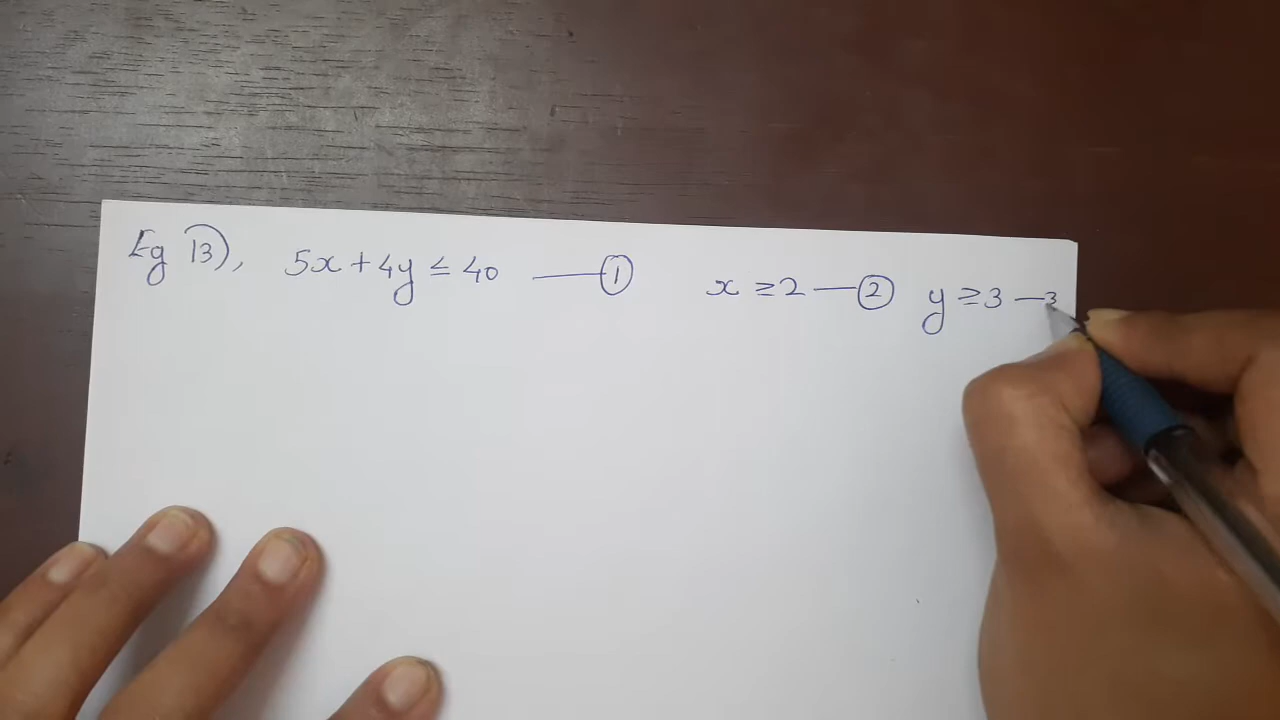 Eg 13), 5x + 4y ≤ 40 — ① x ≥ 2 — ② y ≥ 3 — 3